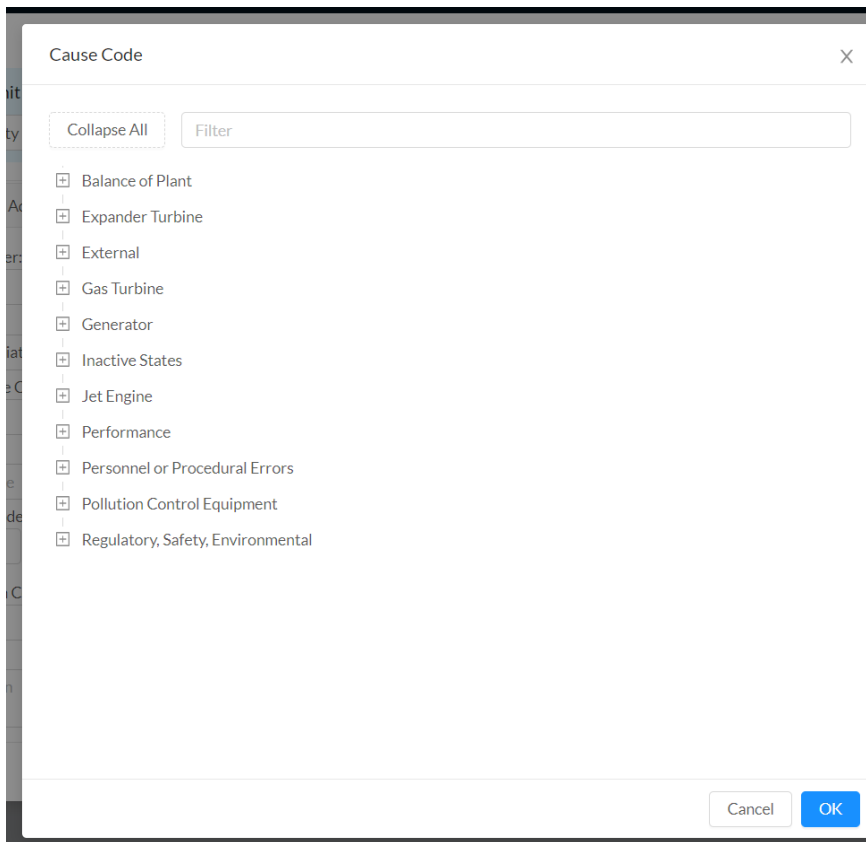 Cause Code
Collapse All Filter
Balance of Plant
Expander Turbine
External
Gas Turbine
Generator
Inactive States
Jet Engine
Performance
Personnel or Procedural Errors
Pollution Control Equipment
Regulatory, Safety, Environmental
Cancel OK